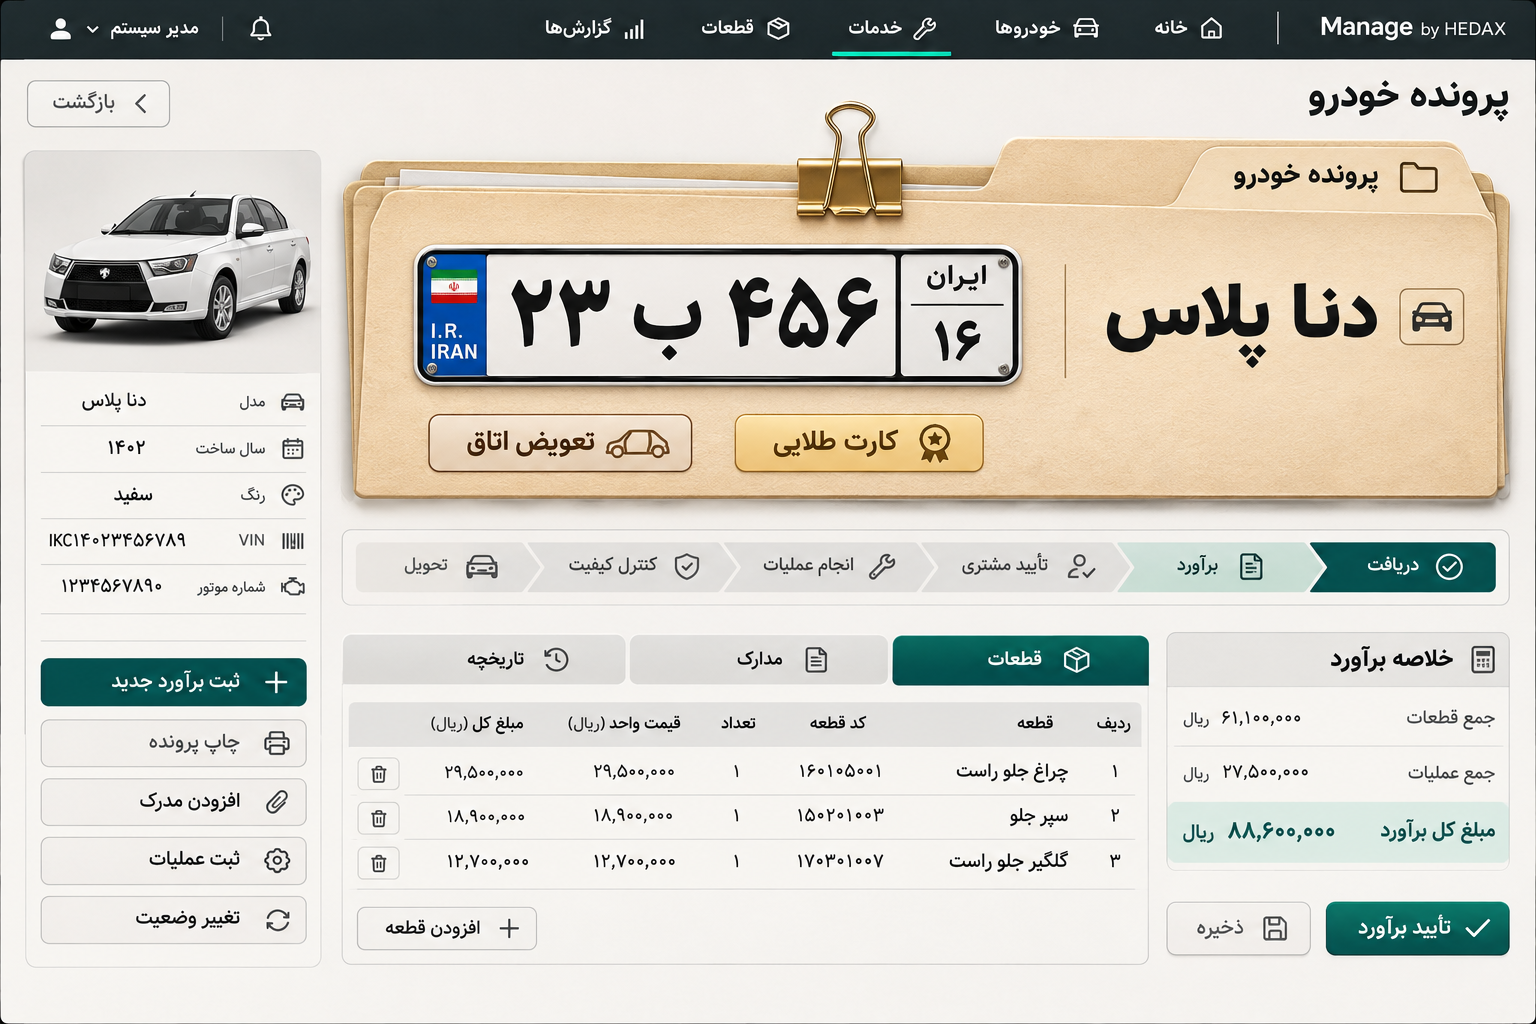 Manage by HEDAX
خانه
خودروها
خدمات
قطعات
گزارش‌ها
مدیر سیستم
پرونده خودرو
بازگشت
پرونده خودرو
دنا پلاس
I.R.
IRAN
۲۳ ب ۴۵۶
ایران
۱۶
کارت طلایی
تعویض اتاق
مدل دنا پلاس
سال ساخت ۱۴۰۲
رنگ سفید
VIN IKC۱۴۰۲۳۴۵۶۷۸۹
شماره موتور ۱۲۳۴۵۶۷۸۹۰
ثبت برآورد جدید
چاپ پرونده
افزودن مدرک
ثبت عملیات
تغییر وضعیت
دریافت
برآورد
تأیید مشتری
انجام عملیات
کنترل کیفیت
تحویل
خلاصه برآورد
جمع قطعات ۶۱,۱۰۰,۰۰۰ ریال
جمع عملیات ۲۷,۵۰۰,۰۰۰ ریال
مبلغ کل برآورد ۸۸,۶۰۰,۰۰۰ ریال
تأیید برآورد
ذخیره
قطعات
مدارک
تاریخچه
ردیف قطعه کد قطعه تعداد قیمت واحد (ریال) مبلغ کل (ریال)
۱ چراغ جلو راست ۱۶۰۱۰۵۰۰۱ ۱ ۲۹,۵۰۰,۰۰۰ ۲۹,۵۰۰,۰۰۰
۲ سپر جلو ۱۵۰۲۰۱۰۰۳ ۱ ۱۸,۹۰۰,۰۰۰ ۱۸,۹۰۰,۰۰۰
۳ گلگیر جلو راست ۱۷۰۳۰۱۰۰۷ ۱ ۱۲,۷۰۰,۰۰۰ ۱۲,۷۰۰,۰۰۰
افزودن قطعه